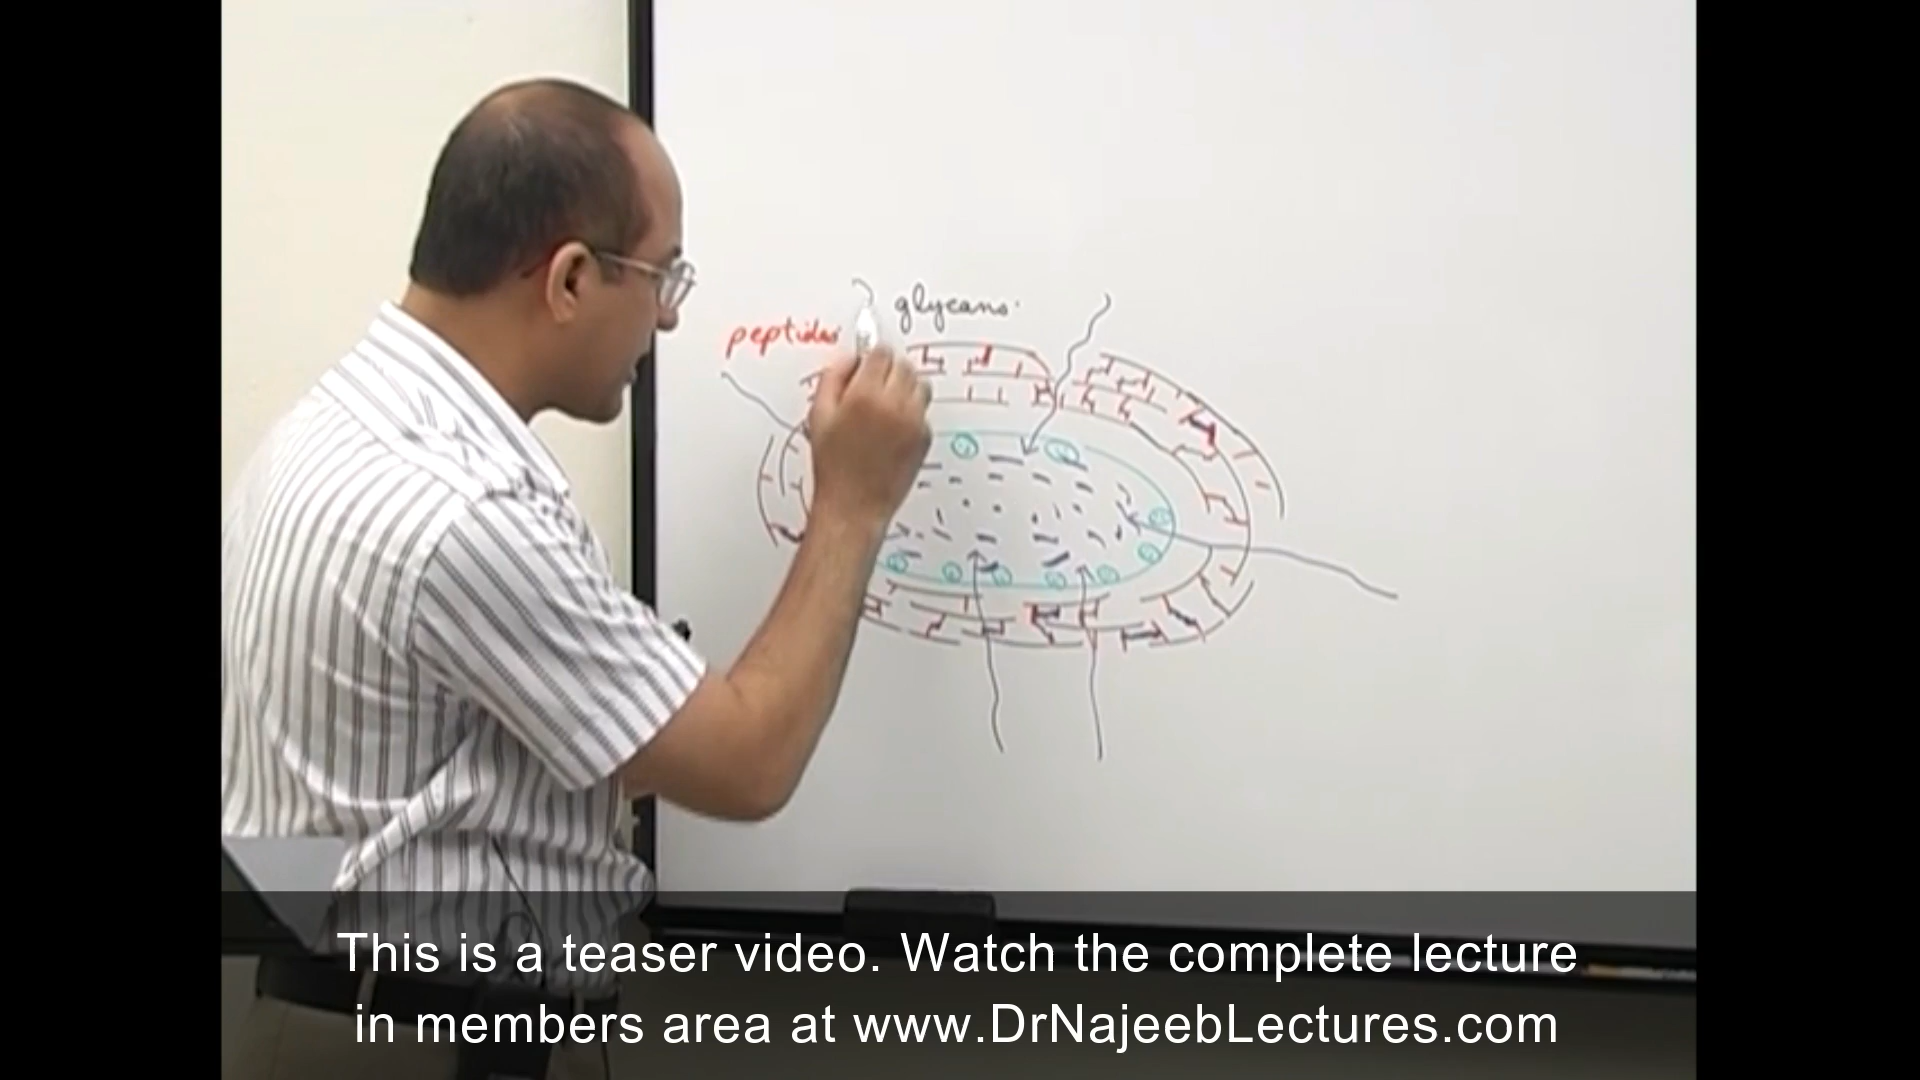 glycans.
peptides
This is a teaser video. Watch the complete lecture
in members area at www.DrNajeebLectures.com